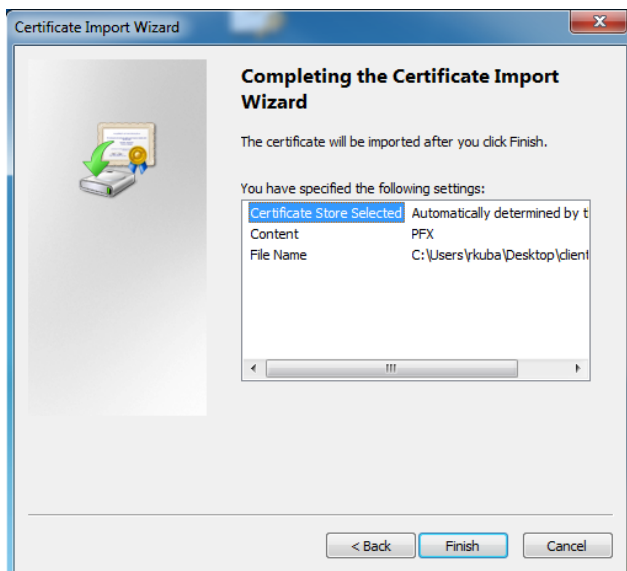 Certificate Import Wizard
Completing the Certificate Import
Wizard
The certificate will be imported after you click Finish.
You have specified the following settings:
Certificate Store Selected Automatically determined by t
Content PFX
File Name C:\Users\rkuba\Desktop\client
< Back Finish Cancel